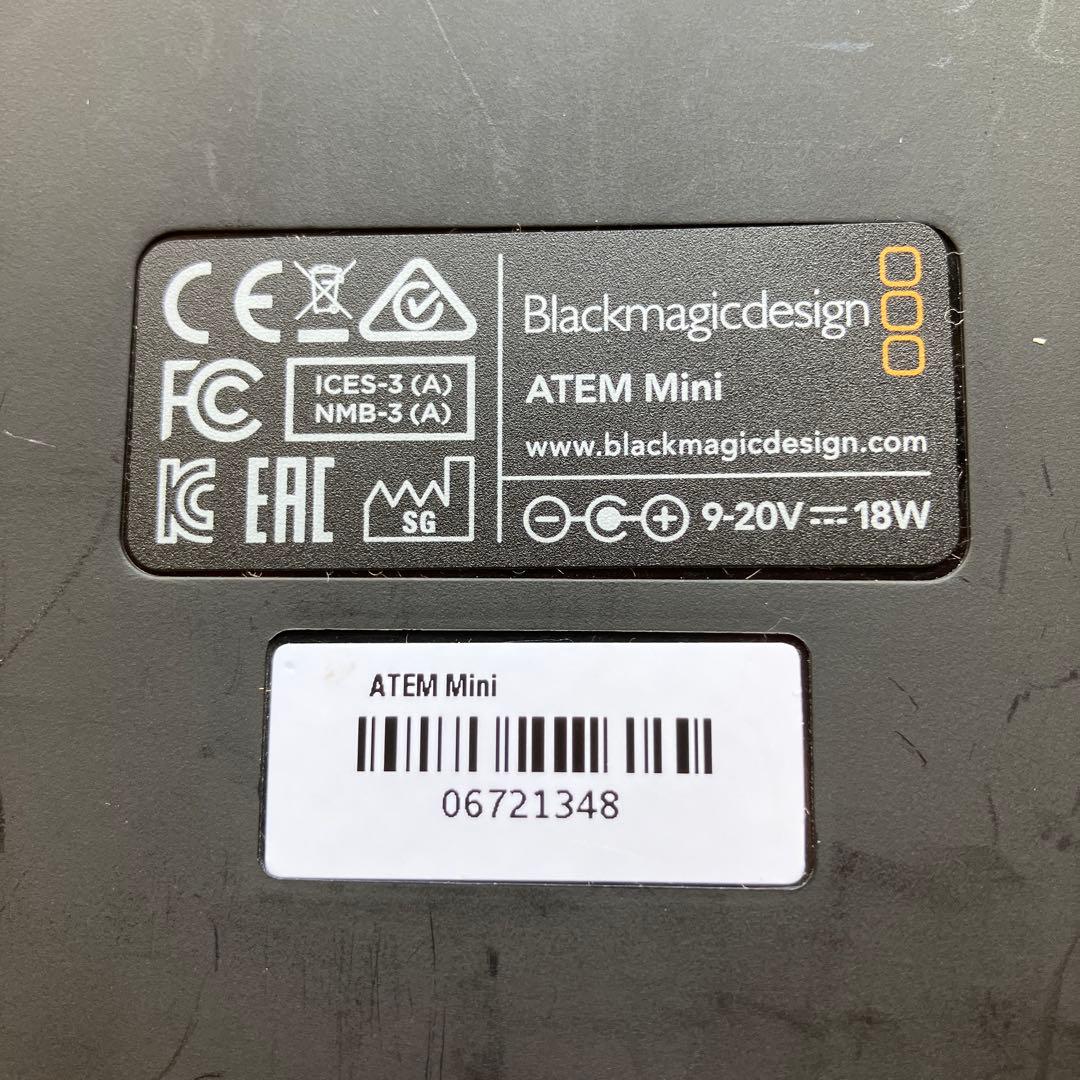 CE
FC
ICES-3 (A)
NMB-3 (A)
KC
EAC
SG
Blackmagicdesign
ATEM Mini
www.blackmagicdesign.com
9-20V ⎓ 18W
ATEM Mini
06721348